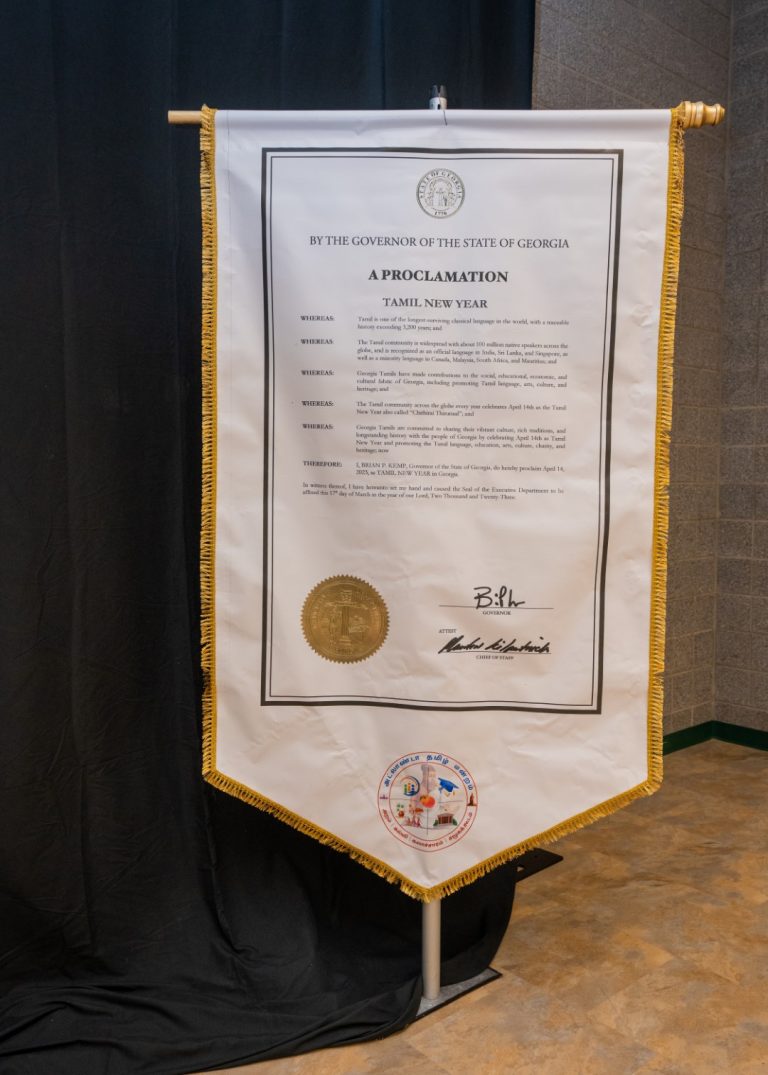 STATE OF GEORGIA
1776
BY THE GOVERNOR OF THE STATE OF GEORGIA
A PROCLAMATION
TAMIL NEW YEAR
WHEREAS: Tamil is one of the longest-surviving classical language in the world, with a traceable
history exceeding 3,200 years; and
WHEREAS: The Tamil community is widespread with about 100 million native speakers across the
globe, and is recognized as an official language in India, Sri Lanka, and Singapore, as
well as a minority language in Canada, Malaysia, South Africa, and Mauritius; and
WHEREAS: Georgia Tamils have made contributions to the social, educational, economic, and
cultural fabric of Georgia, including promoting Tamil language, arts, culture, and
heritage; and
WHEREAS: The Tamil community across the globe every year celebrates April 14th as the Tamil
New Year also called "Chithirai Thirunaal"; and
WHEREAS: Georgia Tamils are committed to sharing their vibrant culture, rich traditions, and
longstanding history with the people of Georgia by celebrating April 14th as Tamil
New Year and promoting the Tamil language, education, arts, culture, charity, and
heritage; now
THEREFORE: I, BRIAN P. KEMP, Governor of the State of Georgia, do hereby proclaim April 14,
2023, as TAMIL NEW YEAR in Georgia.
In witness thereof, I have hereunto set my hand and caused the Seal of the Executive Department to be
affixed this 17th day of March in the year of our Lord, Two Thousand and Twenty-Three.
GOVERNOR
ATTEST
CHIEF OF STAFF
அட்லாண்டா தமிழ் மன்றம்